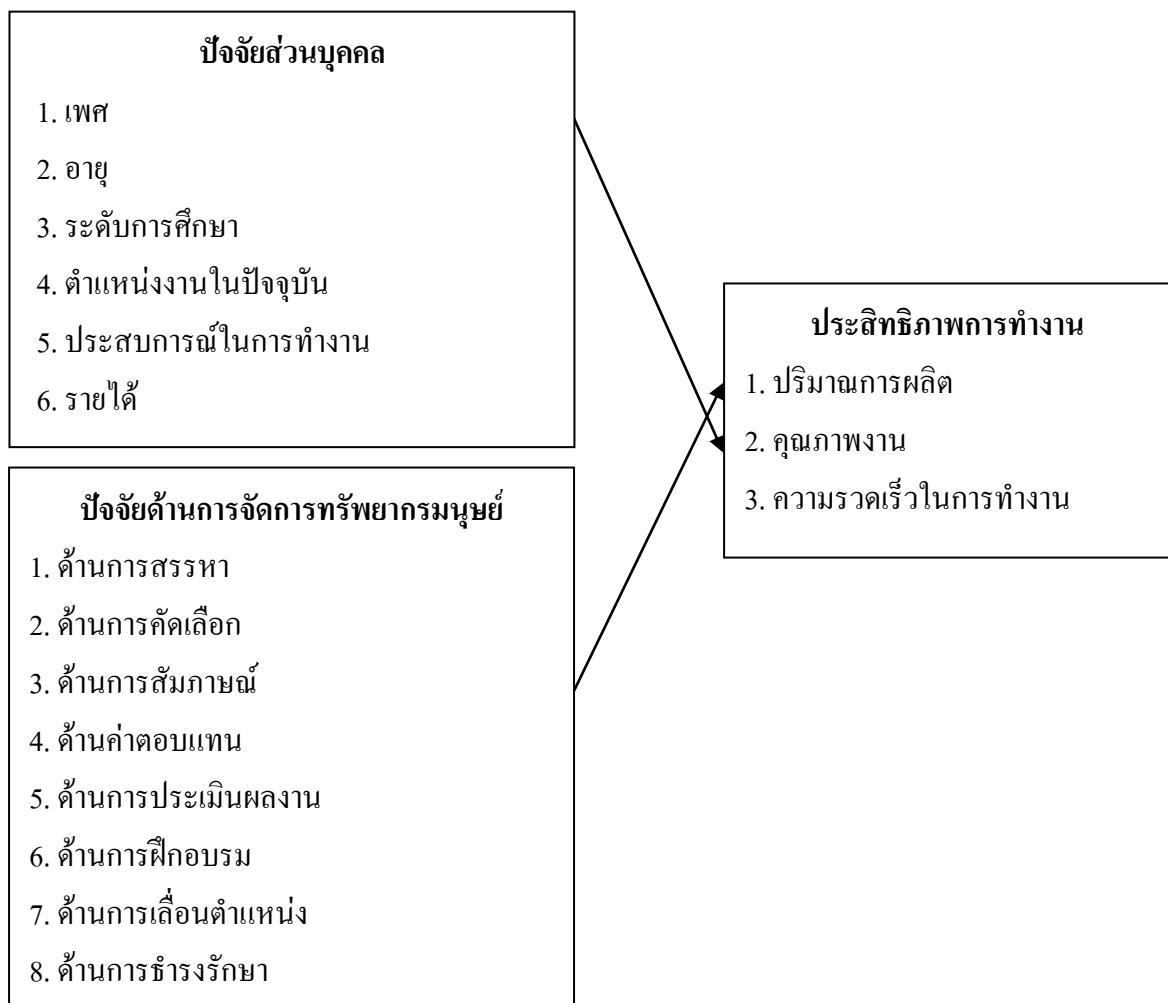 ปัจจัยส่วนบุคคล
1. เพศ
2. อายุ
3. ระดับการศึกษา
4. ตำแหน่งงานในปัจจุบัน
5. ประสบการณ์ในการทำงาน
6. รายได้
ปัจจัยด้านการจัดการทรัพยากรมนุษย์
1. ด้านการสรรหา
2. ด้านการคัดเลือก
3. ด้านการสัมภาษณ์
4. ด้านค่าตอบแทน
5. ด้านการประเมินผลงาน
6. ด้านการฝึกอบรม
7. ด้านการเลื่อนตำแหน่ง
8. ด้านการธำรงรักษา
ประสิทธิภาพการทำงาน
1. ปริมาณการผลิต
2. คุณภาพงาน
3. ความรวดเร็วในการทำงาน